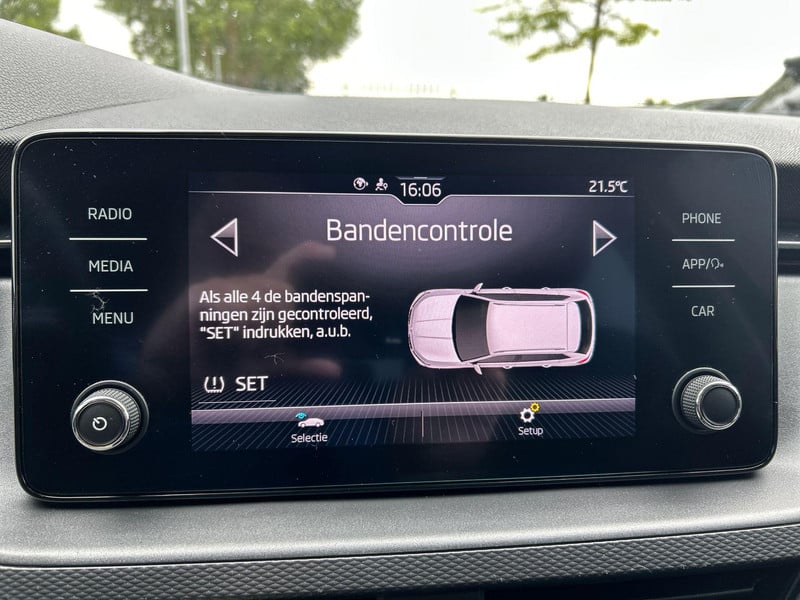 16:06
21.5°C
RADIO
MEDIA
MENU
Bandencontrole
Als alle 4 de bandenspan-
ningen zijn gecontroleerd,
"SET" indrukken, a.u.b.
(!) SET
Selectie
Setup
PHONE
APP/
CAR